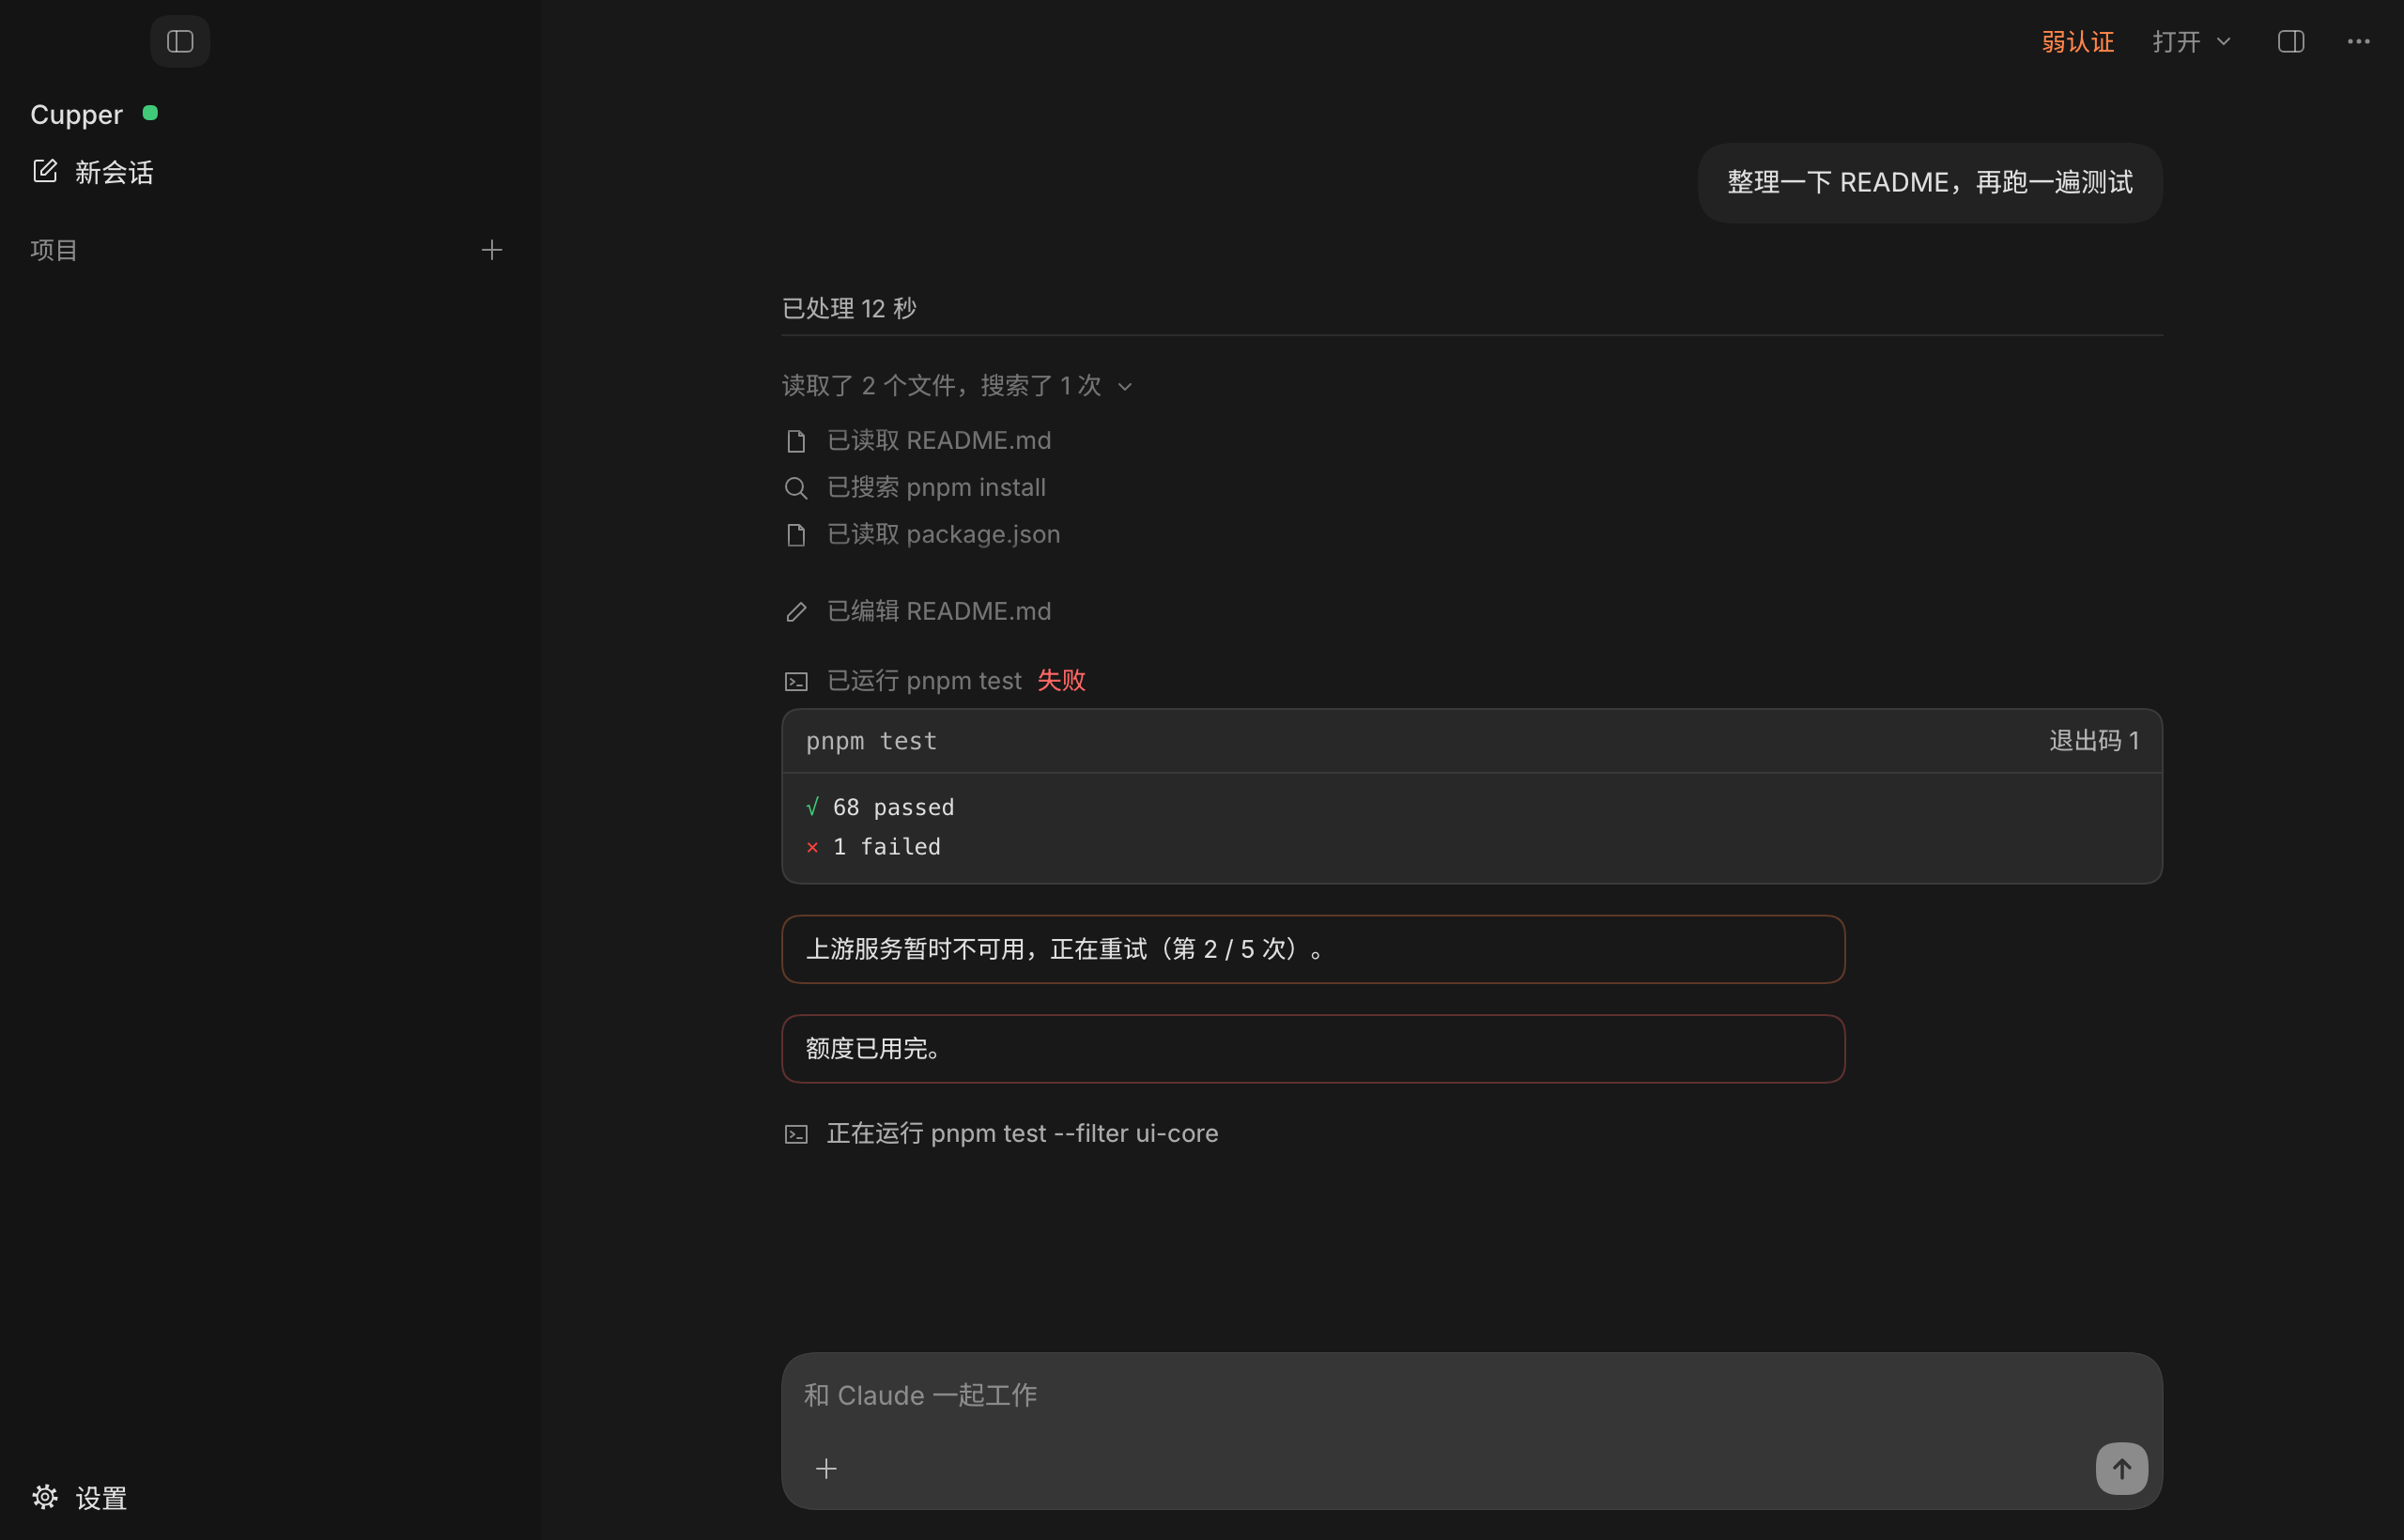 弱认证
打开
Cupper
新会话
项目
整理一下 README，再跑一遍测试
已处理 12 秒
读取了 2 个文件，搜索了 1 次
已读取 README.md
已搜索 pnpm install
已读取 package.json
已编辑 README.md
已运行 pnpm test 失败
pnpm test 退出码 1
√ 68 passed
× 1 failed
上游服务暂时不可用，正在重试（第 2 / 5 次）。
额度已用完。
正在运行 pnpm test --filter ui-core
和 Claude 一起工作
设置